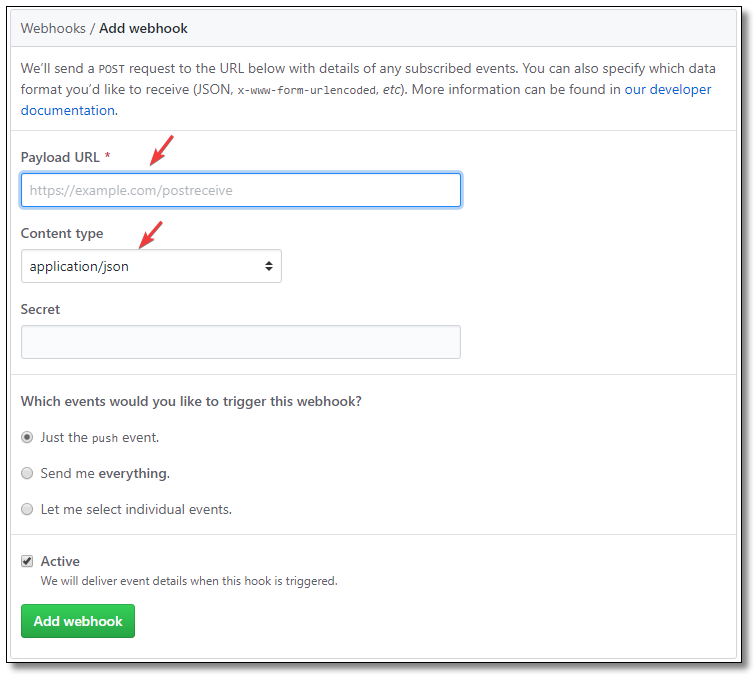 Webhooks / Add webhook
We’ll send a POST request to the URL below with details of any subscribed events. You can also specify which data
format you’d like to receive (JSON, x-www-form-urlencoded, etc). More information can be found in our developer
documentation.
Payload URL *
https://example.com/postreceive
Content type
application/json
Secret
Which events would you like to trigger this webhook?
Just the push event.
Send me everything.
Let me select individual events.
Active
We will deliver event details when this hook is triggered.
Add webhook